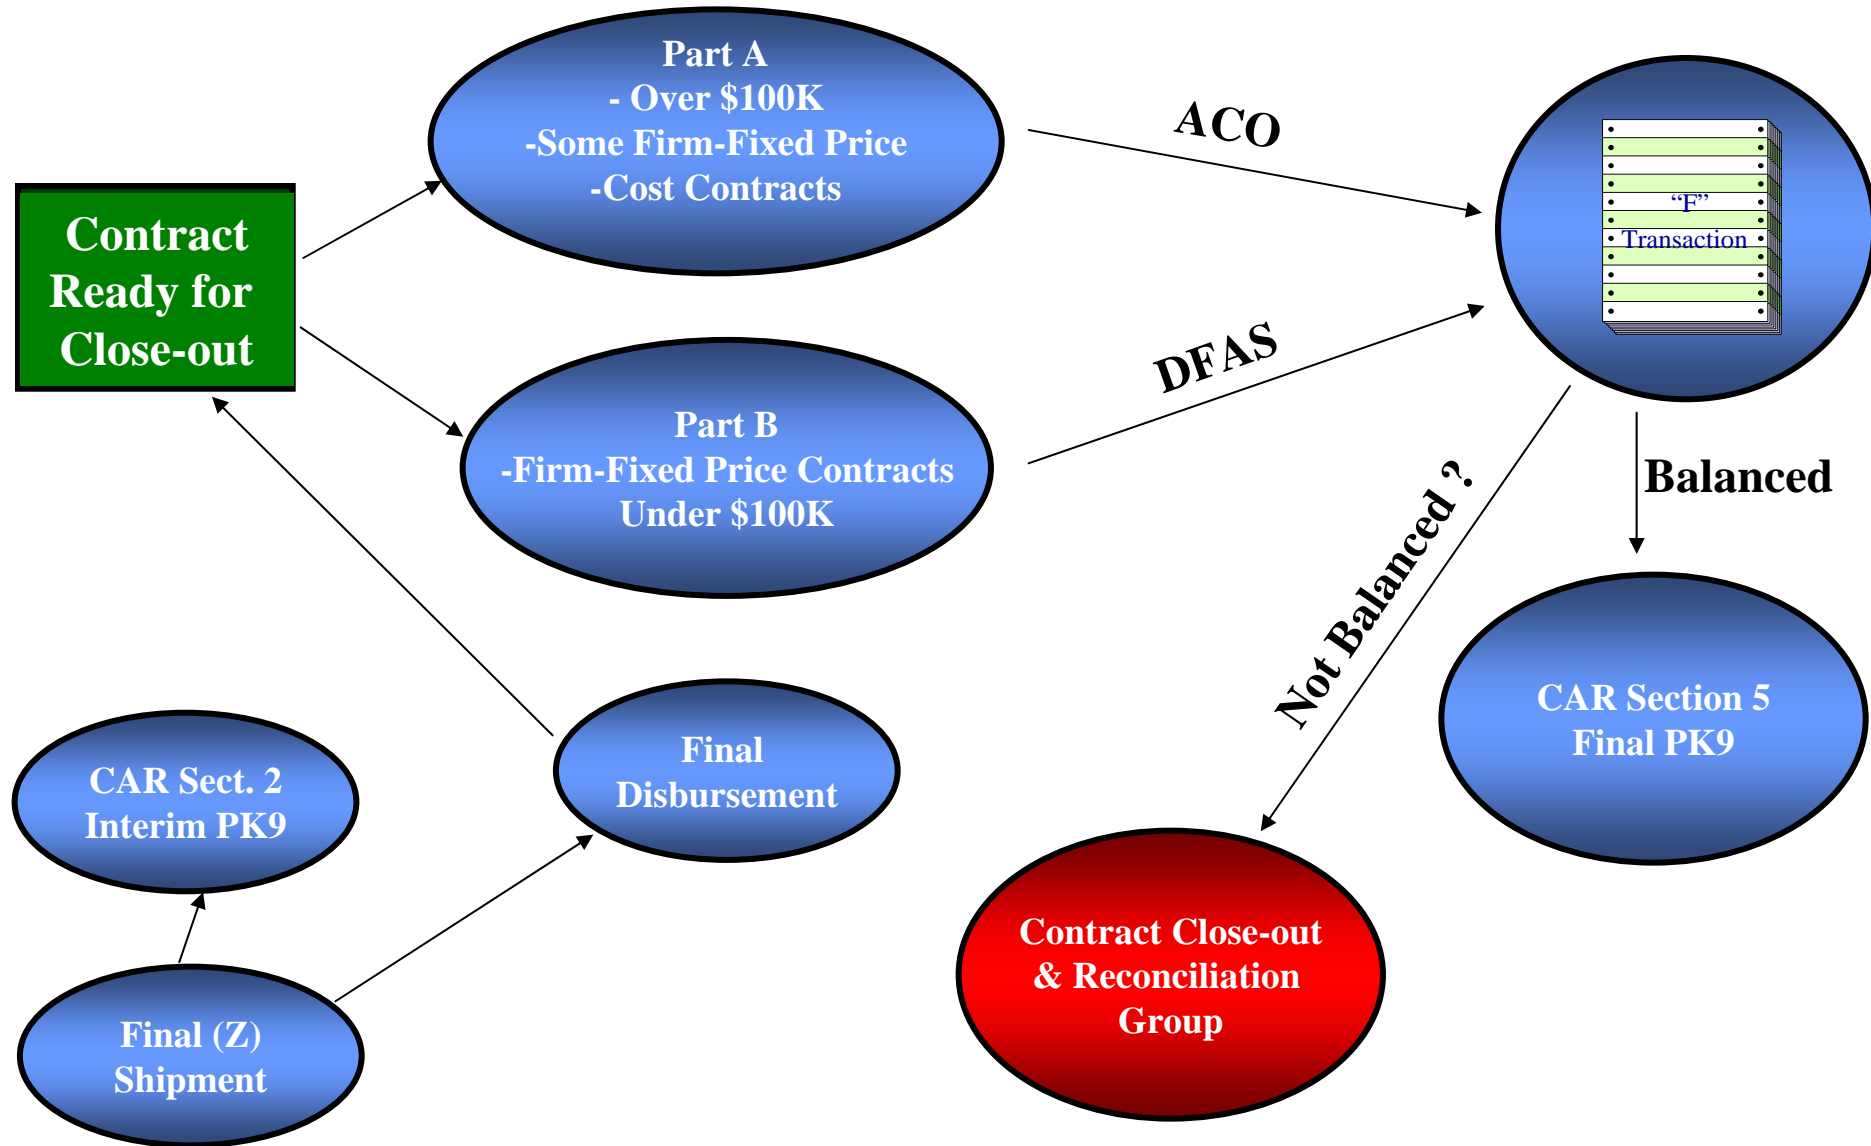 Part A
- Over $100K
-Some Firm-Fixed Price
-Cost Contracts
ACO
“F”
Transaction
Contract
Ready for
Close-out
Part B
-Firm-Fixed Price Contracts
Under $100K
DFAS
Not Balanced ?
Balanced
CAR Section 5
Final PK9
Final
Disbursement
CAR Sect. 2
Interim PK9
Contract Close-out
& Reconciliation
Group
Final (Z)
Shipment